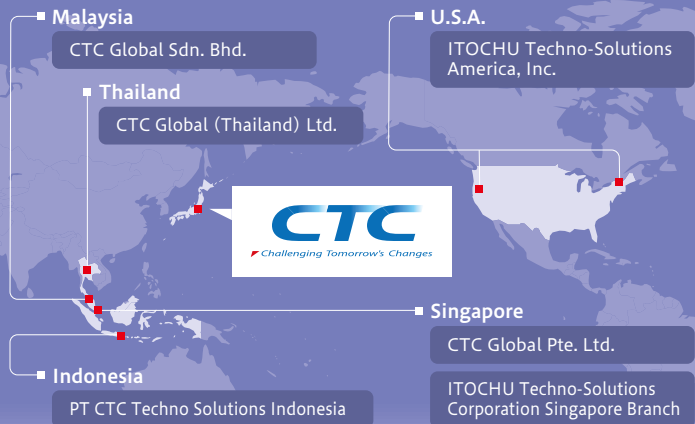 Malaysia
CTC Global Sdn. Bhd.
Thailand
CTC Global (Thailand) Ltd.
U.S.A.
ITOCHU Techno-Solutions
America, Inc.
CTC
Challenging Tomorrow's Changes
Singapore
CTC Global Pte. Ltd.
ITOCHU Techno-Solutions
Corporation Singapore Branch
Indonesia
PT CTC Techno Solutions Indonesia